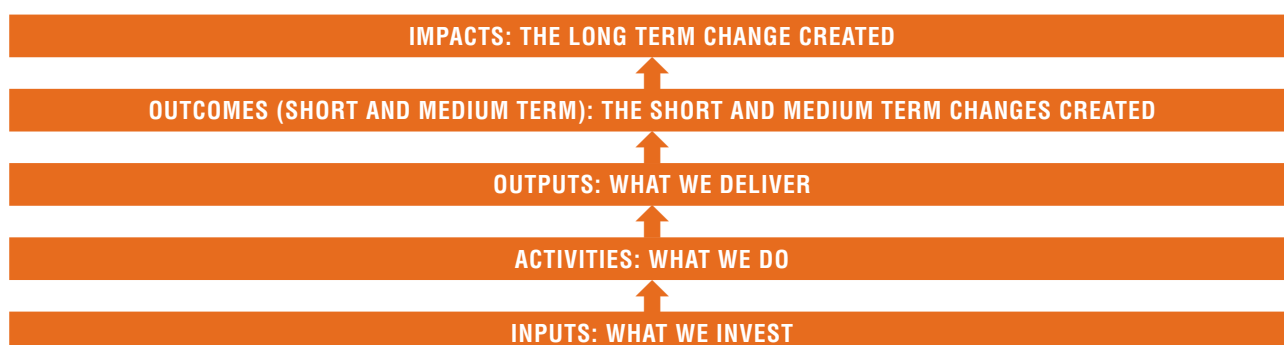 IMPACTS: THE LONG TERM CHANGE CREATED
OUTCOMES (SHORT AND MEDIUM TERM): THE SHORT AND MEDIUM TERM CHANGES CREATED
OUTPUTS: WHAT WE DELIVER
ACTIVITIES: WHAT WE DO
INPUTS: WHAT WE INVEST